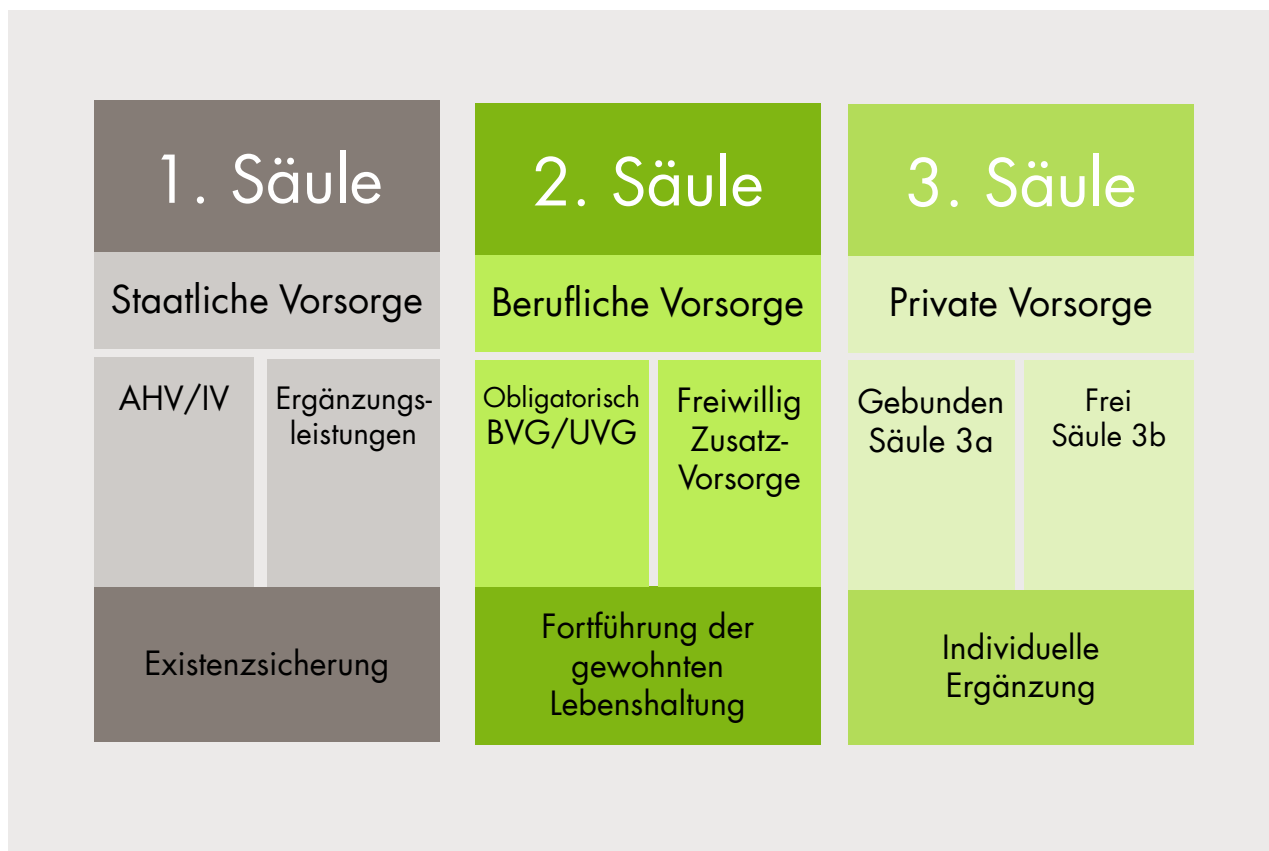 1. Säule
Staatliche Vorsorge
AHV/IV
Ergänzungs-
leistungen
Existenzsicherung
2. Säule
Berufliche Vorsorge
Obligatorisch
BVG/UVG
Freiwillig
Zusatz-
Vorsorge
Fortführung der
gewohnten
Lebenshaltung
3. Säule
Private Vorsorge
Gebunden
Säule 3a
Frei
Säule 3b
Individuelle
Ergänzung